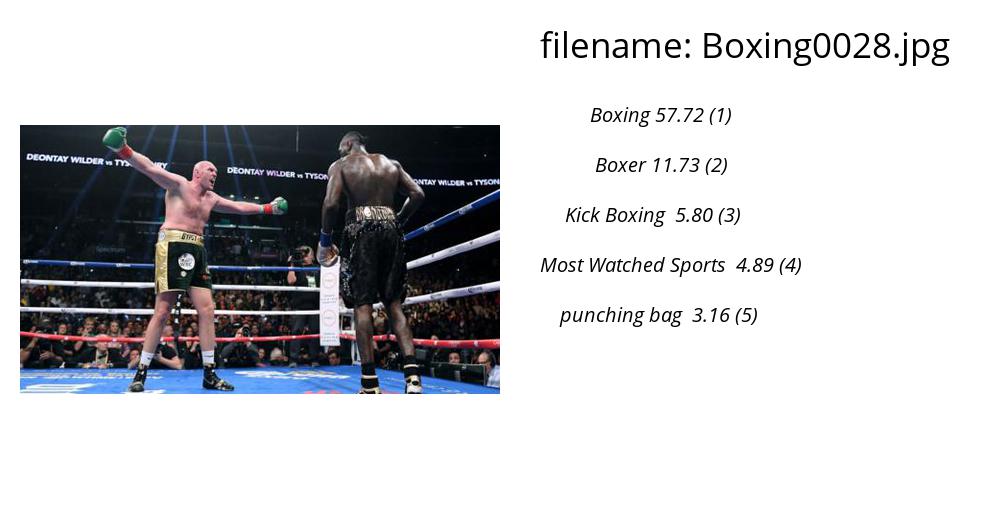 filename: Boxing0028.jpg
Boxing 57.72 (1)
Boxer 11.73 (2)
Kick Boxing 5.80 (3)
Most Watched Sports 4.89 (4)
punching bag 3.16 (5)
DEONTAY WILDER vs TYSON FURY
DEONTAY WILDER vs TYSON
DEONTAY WILDER vs TYSON
GYPSY